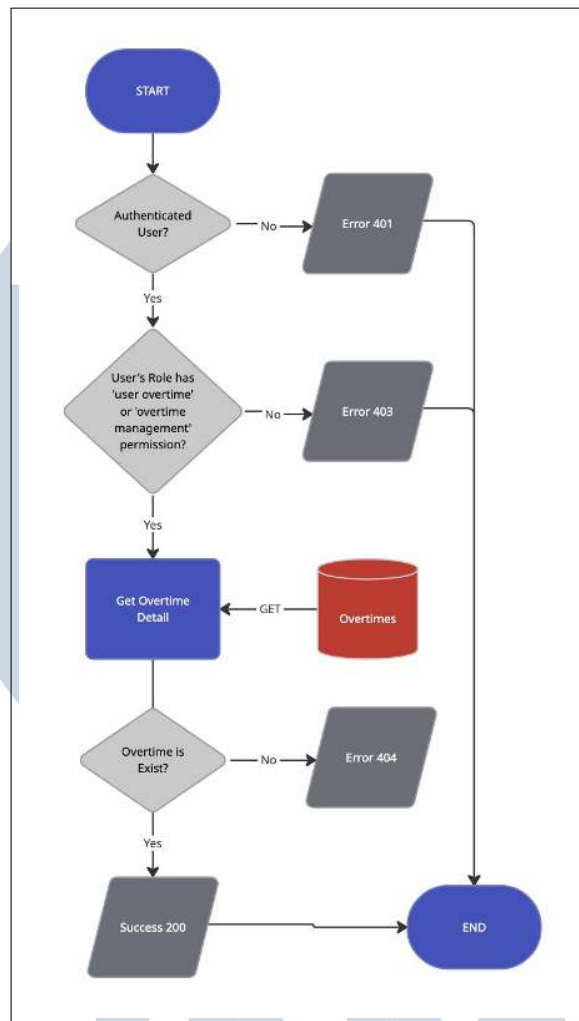 START
Authenticated
User?
No
Error 401
Yes
User's Role has
'user overtime'
or 'overtime
management'
permission?
No
Error 403
Yes
Get Overtime
Detail
GET
Overtimes
Overtime is
Exist?
No
Error 404
Yes
Success 200
END